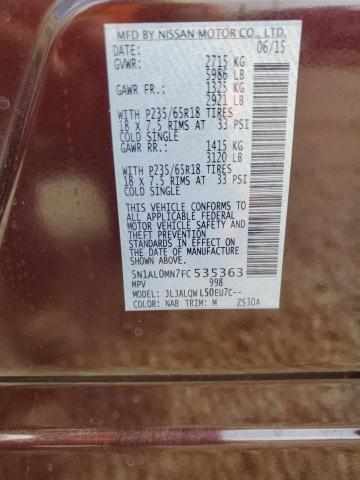 MFD BY NISSAN MOTOR CO., LTD.
DATE: 06/15
GVWR: 2715 KG
5986 LB
GAWR FR.: 1325 KG
2921 LB
WITH P235/65R18 TIRES
18 X 7.5 RIMS AT 33 PSI
COLD SINGLE
GAWR RR.: 1415 KG
3120 LB
WITH P235/65R18 TIRES
18 X 7.5 RIMS AT 33 PSI
COLD SINGLE
THIS VEHICLE CONFORMS TO
ALL APPLICABLE FEDERAL
MOTOR VEHICLE SAFETY
AND THEFT PREVENTION
STANDARDS IN EFFECT ON
THE DATE OF MANUFACTURE
SHOWN ABOVE.
5N1AL0MN7FC535363
MPV 998
MODEL: JLJALQWL50EU7C--
COLOR: NAB TRIM: M ZS30A